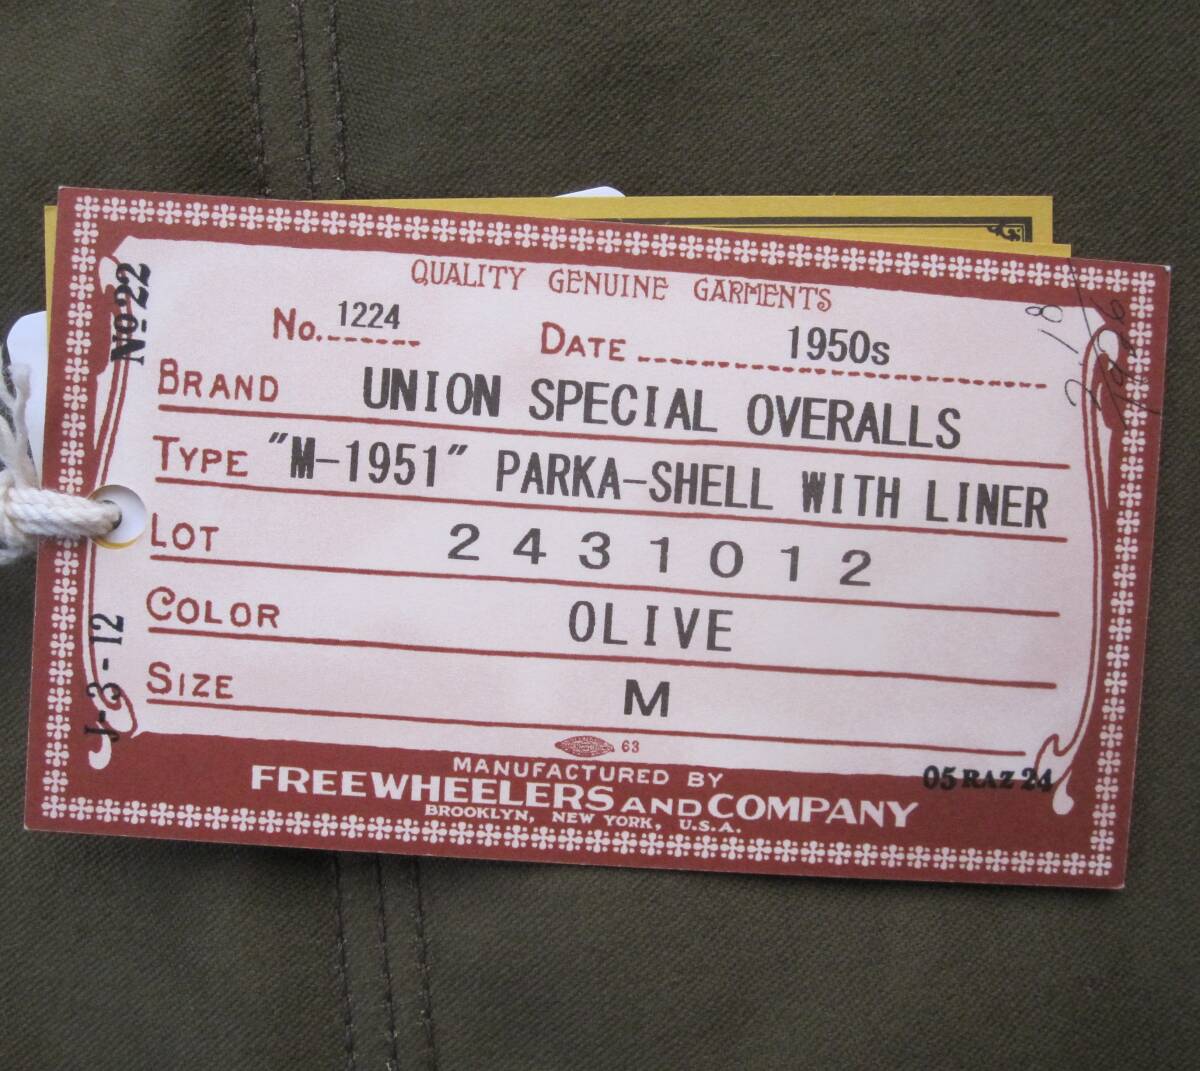 QUALITY GENUINE GARMENTS
No. 1224 DATE 1950s
BRAND UNION SPECIAL OVERALLS
TYPE "M-1951" PARKA-SHELL WITH LINER
LOT 2431012
COLOR OLIVE
SIZE M
63
MANUFACTURED BY
FREEWHEELERS AND COMPANY
BROOKLYN, NEW YORK, U.S.A.
05 RAZ 24
No 22
J-3-12